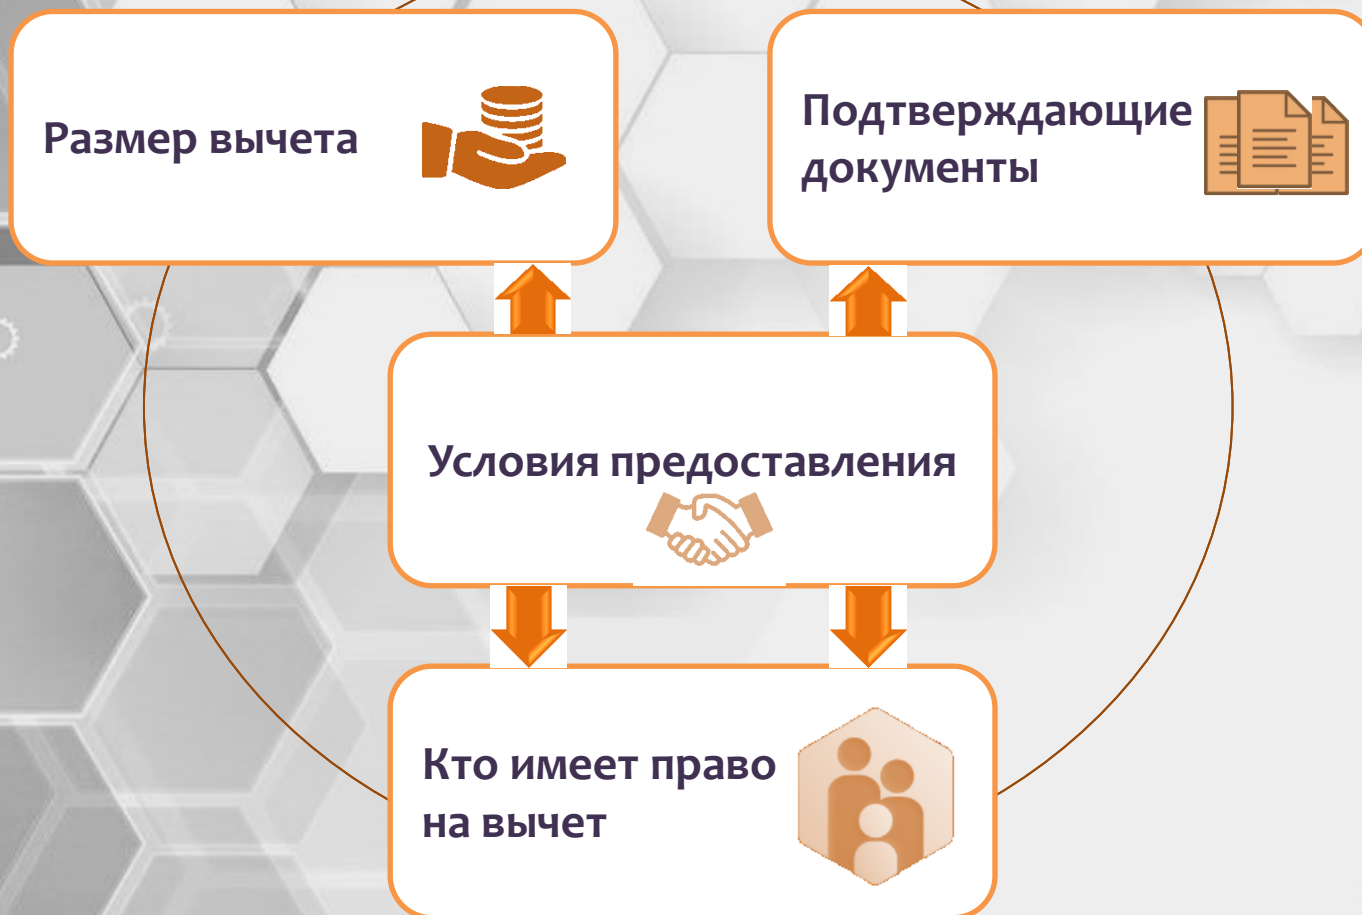 Размер вычета
Подтверждающие
документы
Условия предоставления
Кто имеет право
на вычет